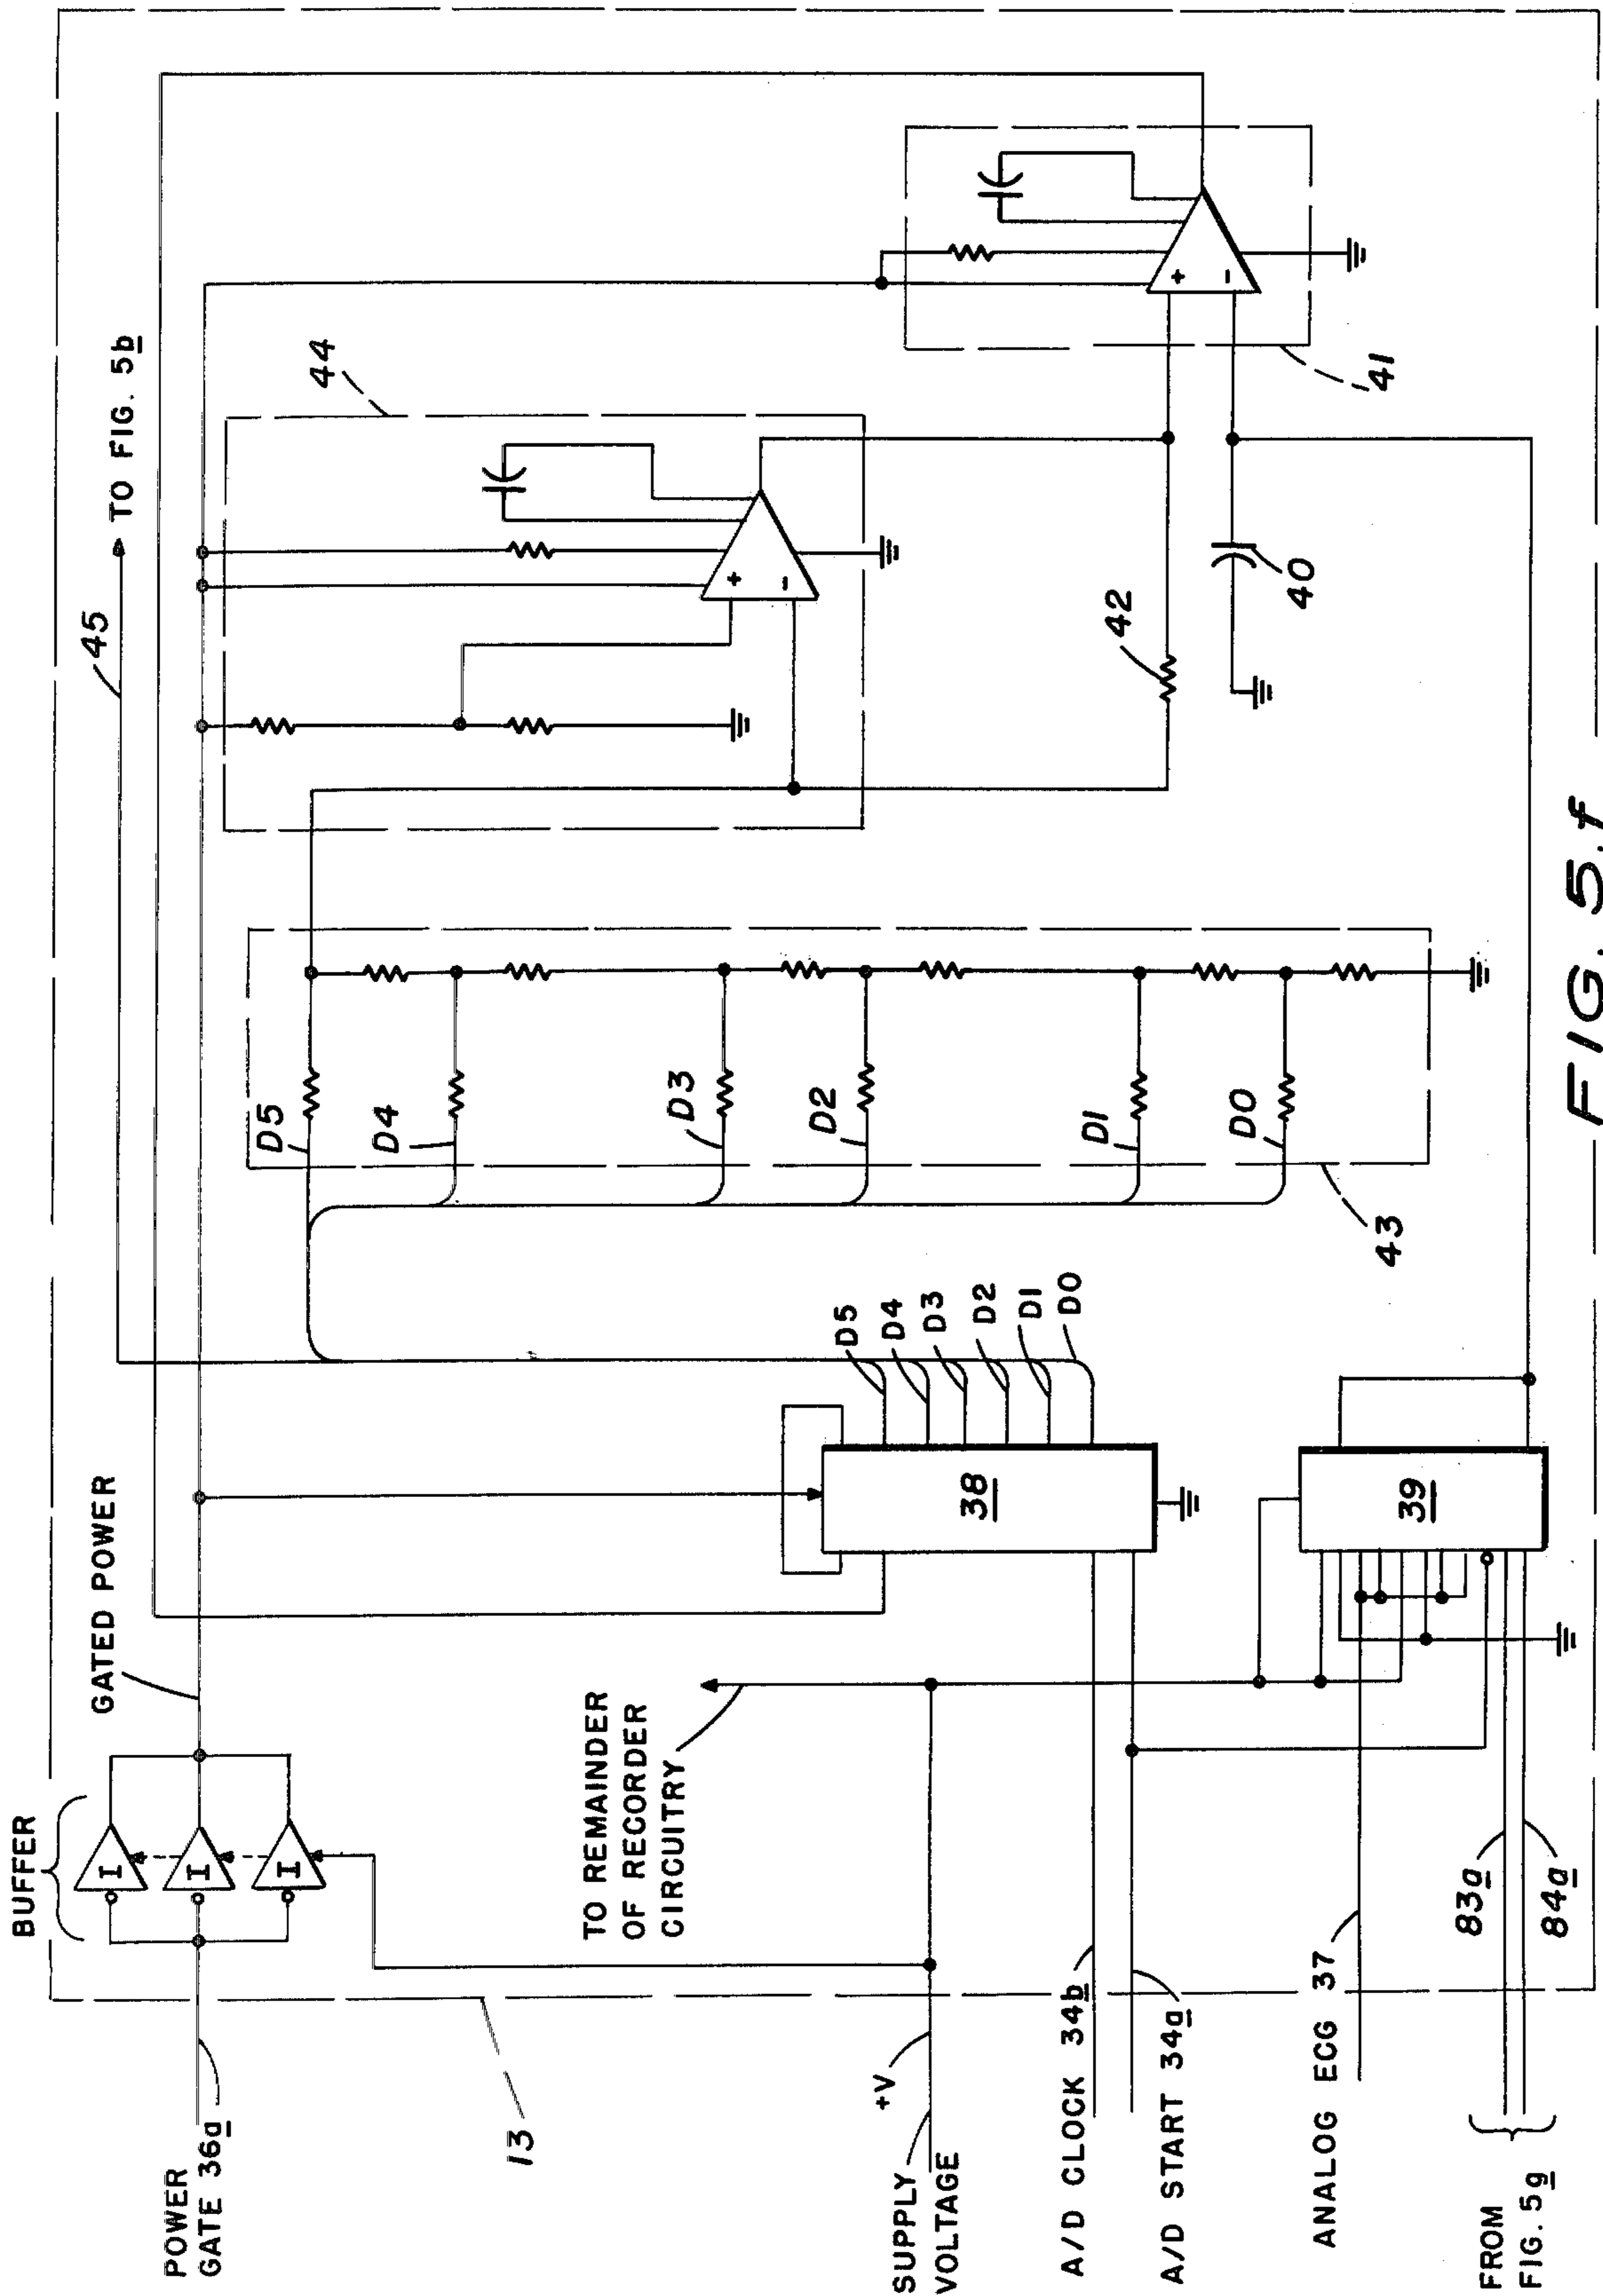 BUFFER
I
I
I
POWER
GATE 36a
GATED POWER
45
TO FIG. 5b
44
13
TO REMAINDER
OF RECORDER
CIRCUITRY
+V
SUPPLY
VOLTAGE
A/D CLOCK 34b
A/D START 34a
ANALOG ECG 37
83a
84a
FROM
FIG. 5g
38
39
D5
D4
D3
D2
D1
D0
D5
D4
D3
D2
D1
D0
43
+
-
42
40
+
-
41
FIG. 5.f